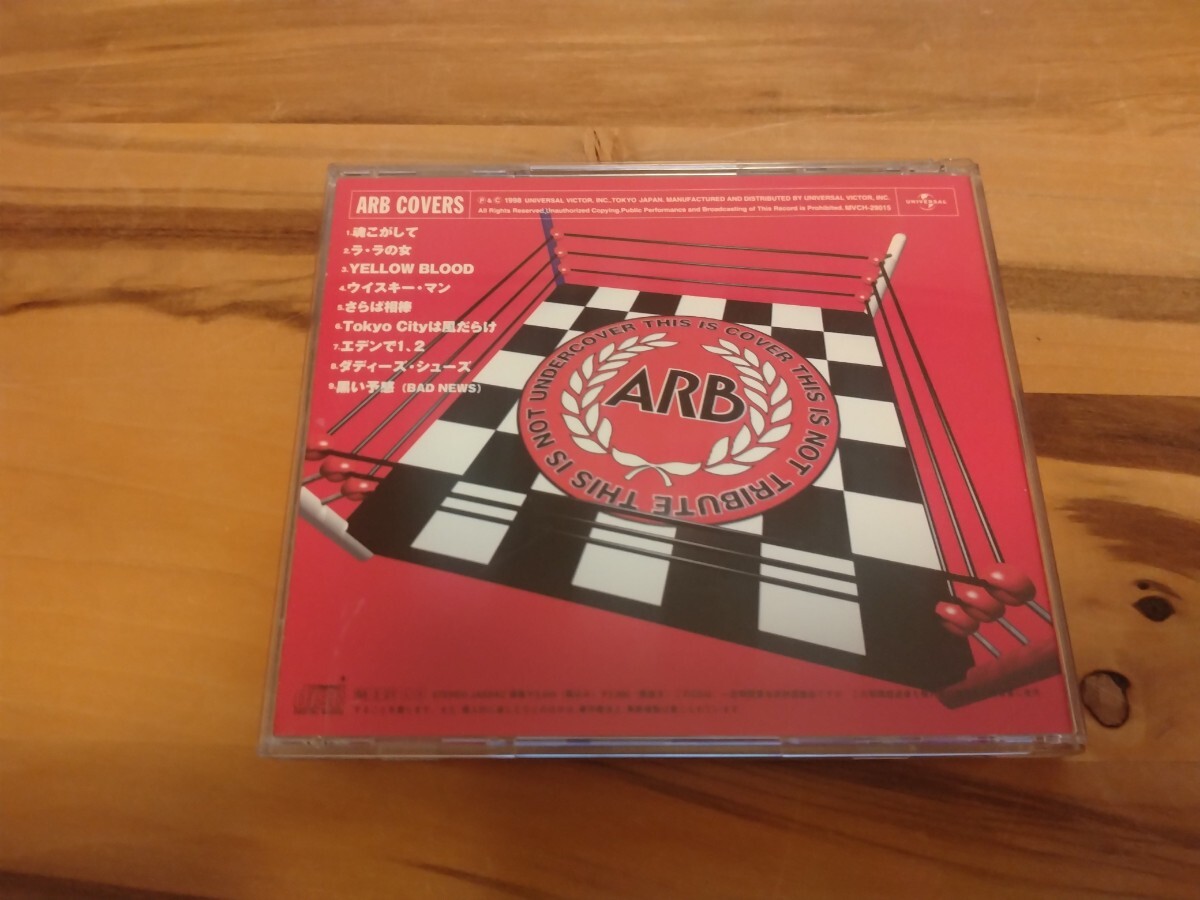 ARB COVERS
℗ & © 1998 UNIVERSAL VICTOR, INC.,TOKYO JAPAN. MANUFACTURED AND DISTRIBUTED BY UNIVERSAL VICTOR, INC.
All Rights Reserved.Unauthorized Copying,Public Performance and Broadcasting of This Record is Prohibited. MVCH-29015
UNIVERSAL
1.魂こがして
2.ラ・ラの女
3.YELLOW BLOOD
4.ウイスキー・マン
5.さらば相棒
6.Tokyo Cityは風だらけ
7.エデンで1、2
8.ダディーズ・シューズ
9.黒い予感（BAD NEWS）
THIS IS NOT UNDERCOVER THIS IS COVER THIS IS NOT TRIBUTE
ARB